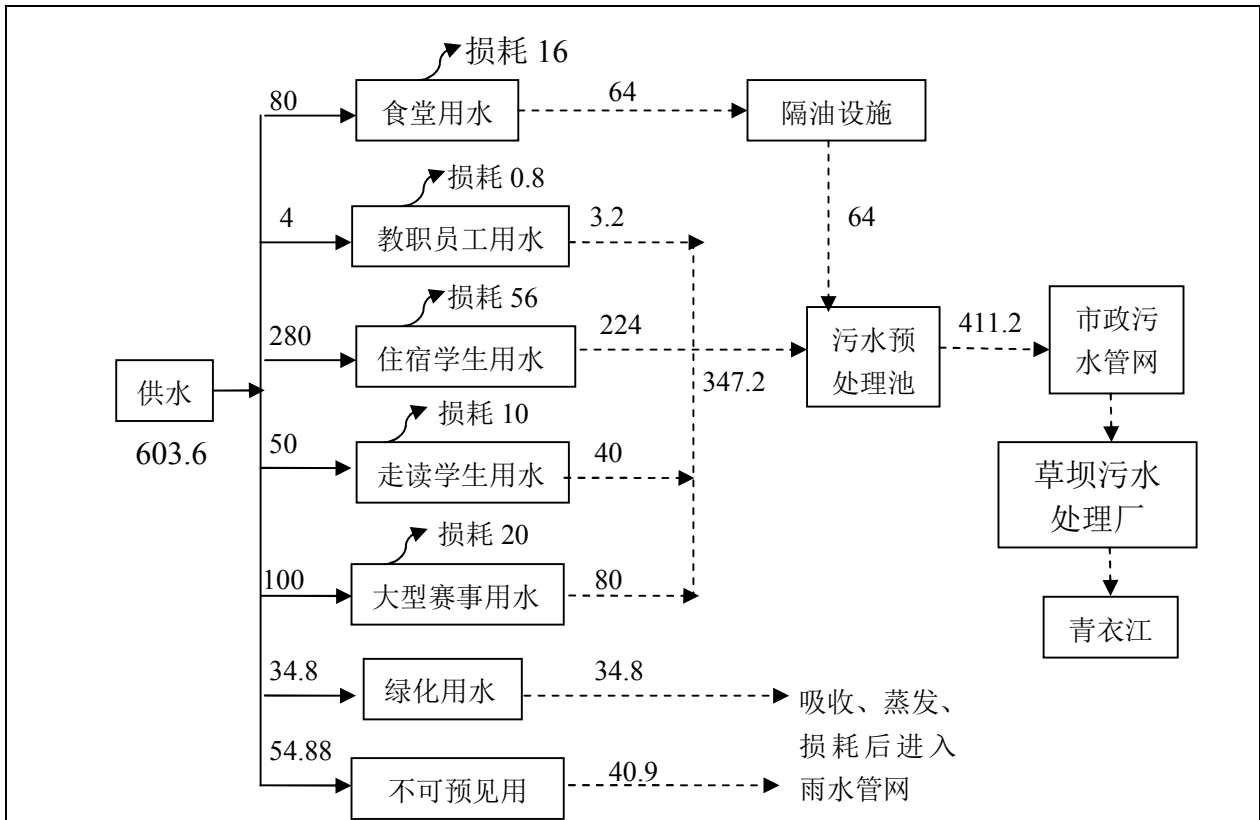 损耗 16
80
食堂用水
64
隔油设施
损耗 0.8
4
教职员工用水
3.2
64
损耗 56
280
住宿学生用水
224
347.2
污水预
处理池
411.2
市政污
水管网
供水
603.6
损耗 10
50
走读学生用水
40
草坝污水
处理厂
损耗 20
100
大型赛事用水
80
青衣江
34.8
绿化用水
34.8
54.88
不可预见用
40.9
吸收、蒸发、
损耗后进入
雨水管网